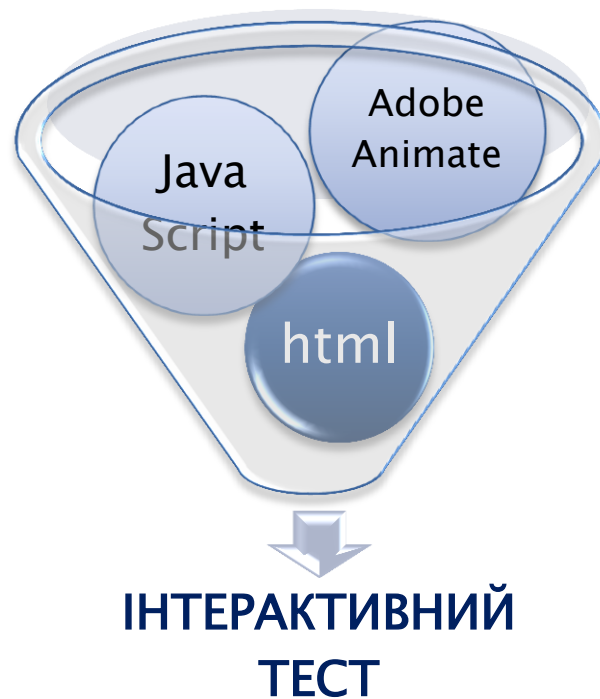 Adobe
Animate
Java
Script
html
ІНТЕРАКТИВНИЙ
ТЕСТ